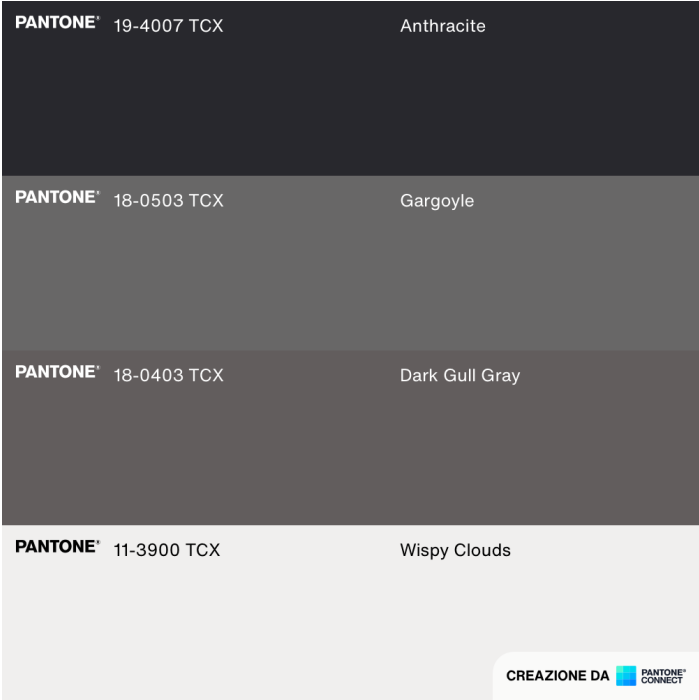 PANTONE® 19-4007 TCX Anthracite
PANTONE® 18-0503 TCX Gargoyle
PANTONE® 18-0403 TCX Dark Gull Gray
PANTONE® 11-3900 TCX Wispy Clouds
CREAZIONE DA PANTONE®
CONNECT